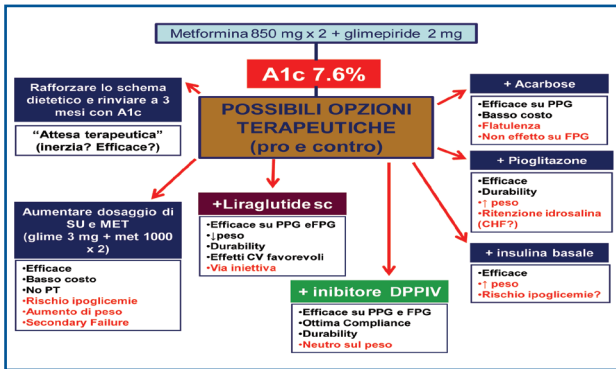 Metformina 850 mg x 2 + glimepiride 2 mg
A1c 7.6%
POSSIBILI OPZIONI
TERAPEUTICHE
(pro e contro)
Rafforzare lo schema
dietetico e rinviare a 3
mesi con A1c
“Attesa terapeutica”
(inerzia? Efficace?)
Aumentare dosaggio di
SU e MET
(glime 3 mg + met 1000
x 2)
•Efficace
•Basso costo
•No PT
•Rischio ipoglicemie
•Aumento di peso
•Secondary Failure
+Liraglutide sc
•Efficace su PPG eFPG
•↓peso
•Durability
•Effetti CV favorevoli
•Via iniettiva
+ inibitore DPPIV
•Efficace su PPG e FPG
•Ottima Compliance
•Durability
•Neutro sul peso
+ Acarbose
•Efficace su PPG
•Basso costo
•Flatulenza
•Non effetto su FPG
+ Pioglitazone
•Efficace
•Durability
•↑ peso
•Ritenzione idrosalina
(CHF?)
+ insulina basale
•Efficace
•↑ peso
•Rischio ipoglicemie?